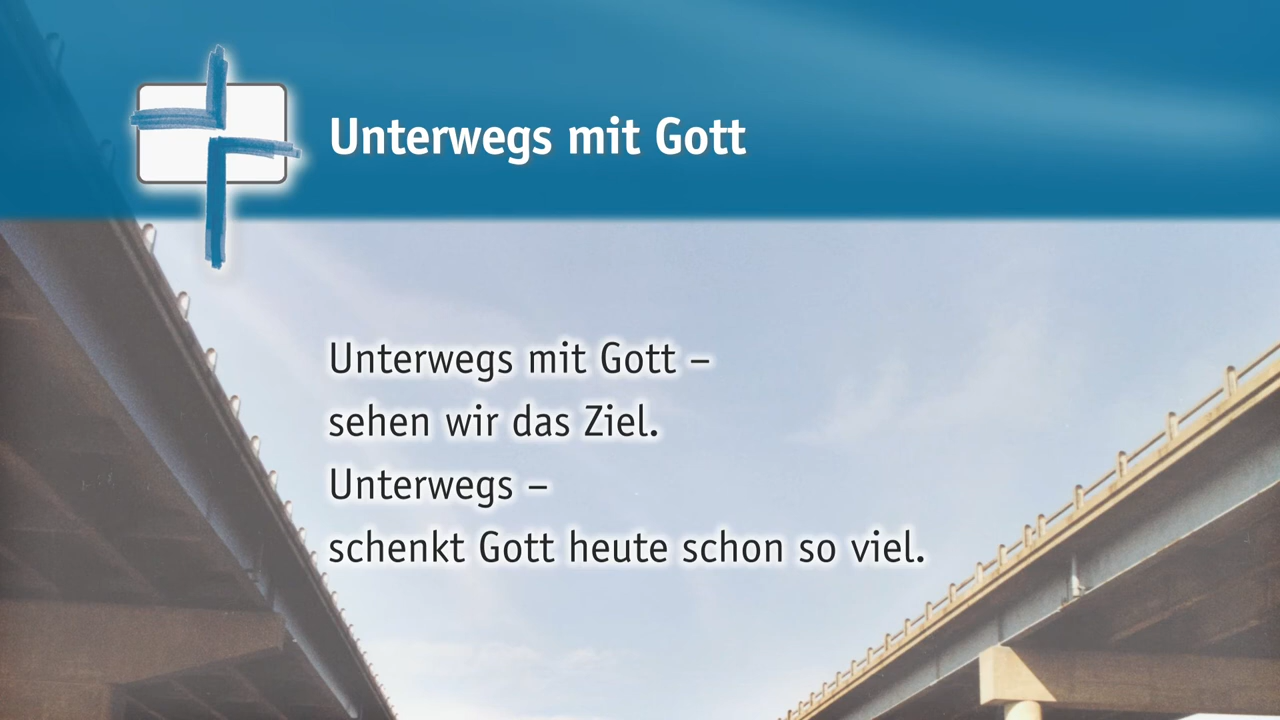 Unterwegs mit Gott
Unterwegs mit Gott –
sehen wir das Ziel.
Unterwegs –
schenkt Gott heute schon so viel.